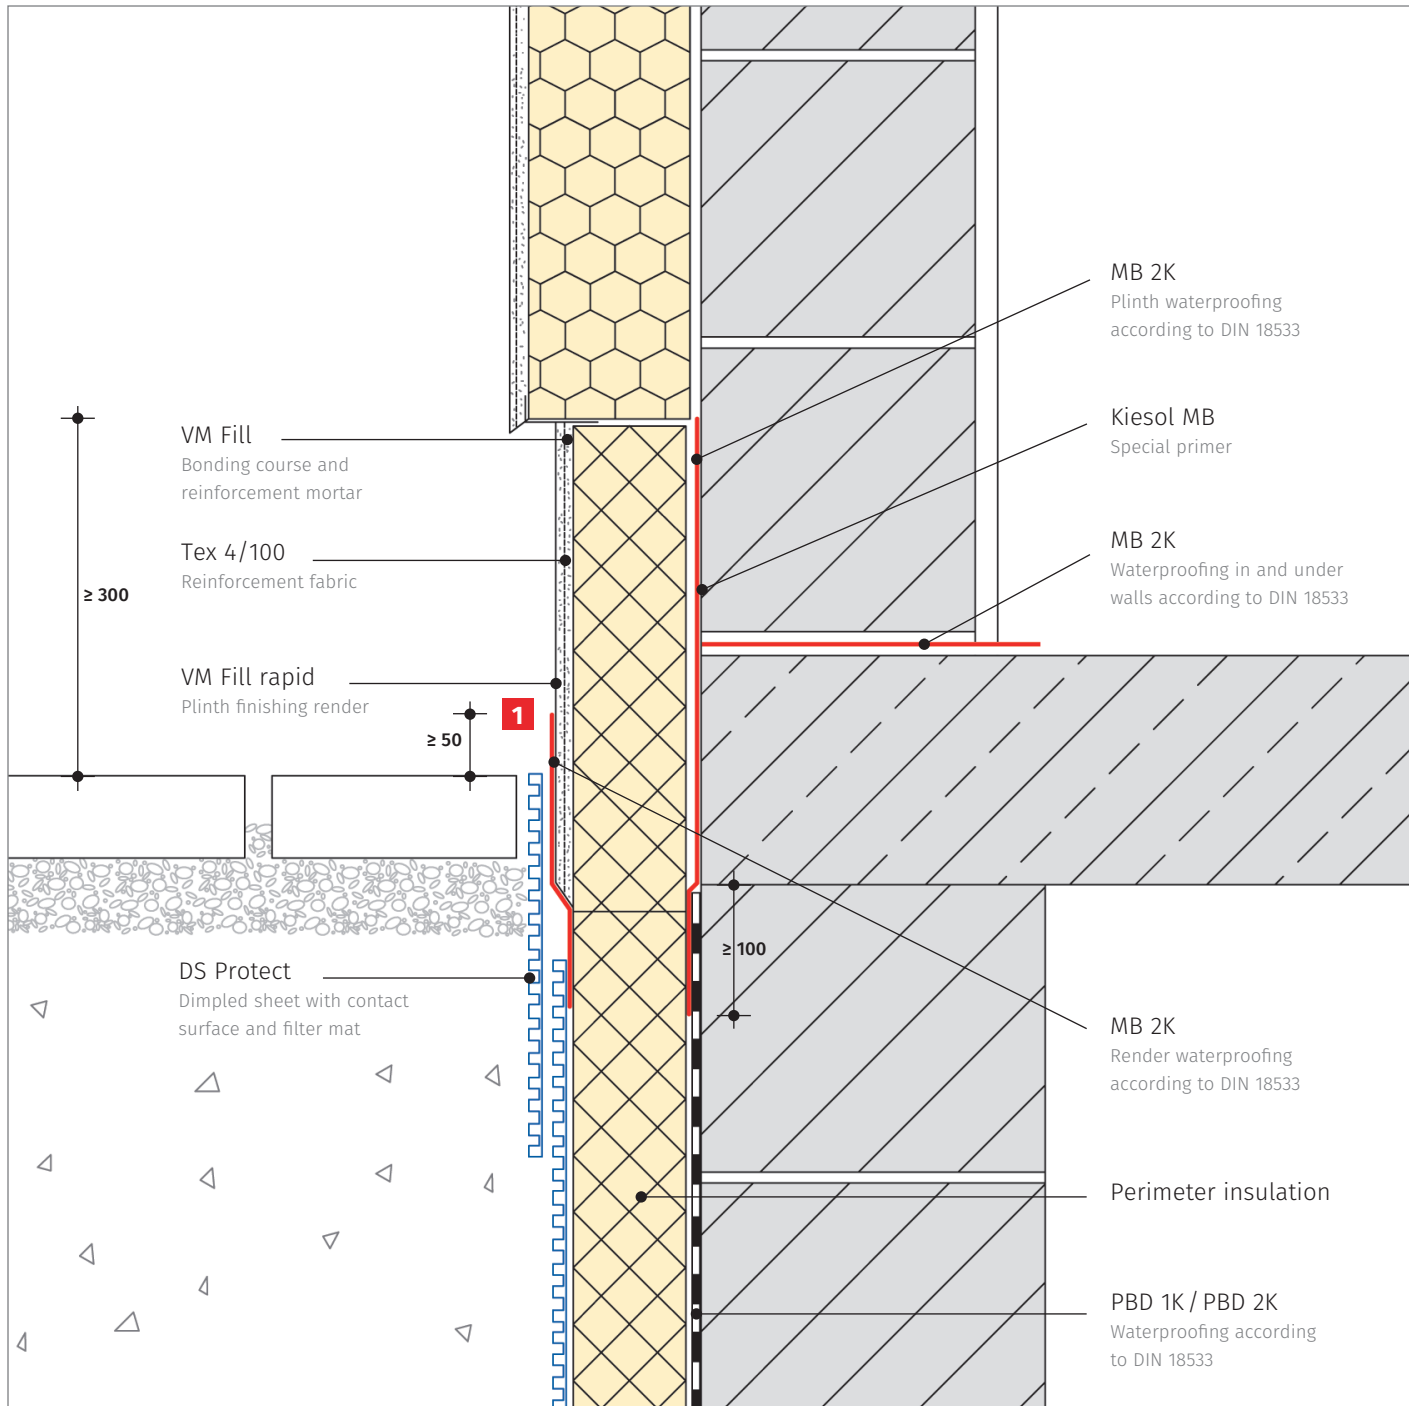 VM Fill
Bonding course and
reinforcement mortar
Tex 4/100
Reinforcement fabric
≥ 300
VM Fill rapid
Plinth finishing render
1
≥ 50
DS Protect
Dimpled sheet with contact
surface and filter mat
MB 2K
Plinth waterproofing
according to DIN 18533
Kiesol MB
Special primer
MB 2K
Waterproofing in and under
walls according to DIN 18533
≥ 100
MB 2K
Render waterproofing
according to DIN 18533
Perimeter insulation
PBD 1K / PBD 2K
Waterproofing according
to DIN 18533